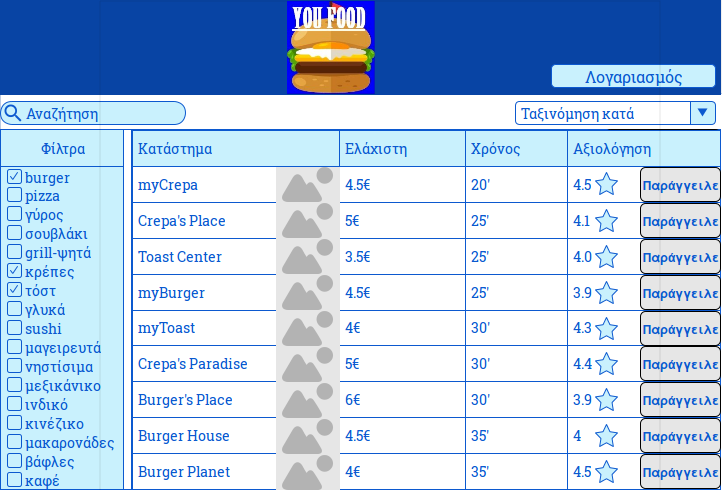 YOU FOOD
Λογαριασμός
Αναζήτηση
Ταξινόμηση κατά
Φίλτρα
Κατάστημα Ελάχιστη Χρόνος Αξιολόγηση
burger
pizza
γύρος
σουβλάκι
grill-ψητά
κρέπες
τόστ
γλυκά
sushi
μαγειρευτά
νηστίσιμα
μεξικάνικο
ινδικό
κινέζικο
μακαρονάδες
βάφλες
καφέ
myCrepa 4.5€ 20' 4.5 Παράγγειλε
Crepa's Place 5€ 25' 4.1 Παράγγειλε
Toast Center 3.5€ 25' 4.0 Παράγγειλε
myBurger 4.5€ 25' 3.9 Παράγγειλε
myToast 4€ 30' 4.3 Παράγγειλε
Crepa's Paradise 5€ 30' 4.4 Παράγγειλε
Burger's Place 6€ 30' 3.9 Παράγγειλε
Burger House 4.5€ 35' 4 Παράγγειλε
Burger Planet 4€ 35' 4.5 Παράγγειλε